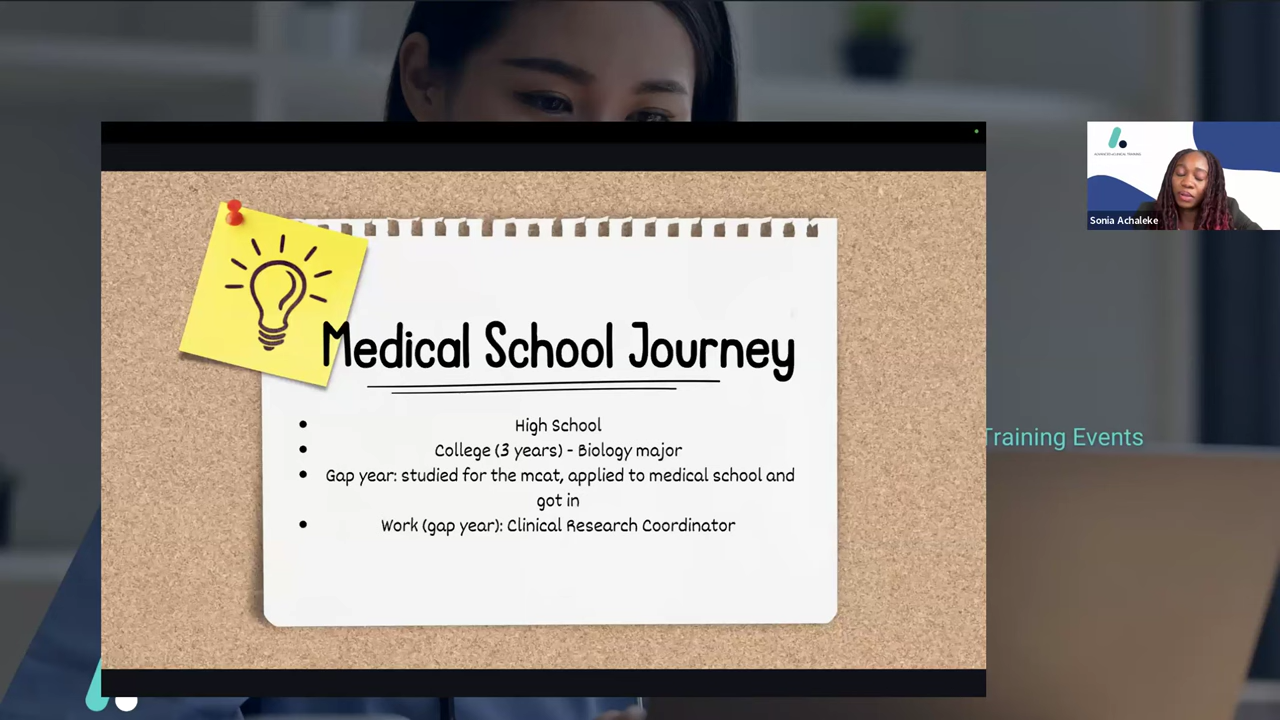 Medical School Journey
High School
College (3 years) - Biology major
Gap year: studied for the mcat, applied to medical school and
got in
Work (gap year): Clinical Research Coordinator
Sonia Achaleke
Training Events